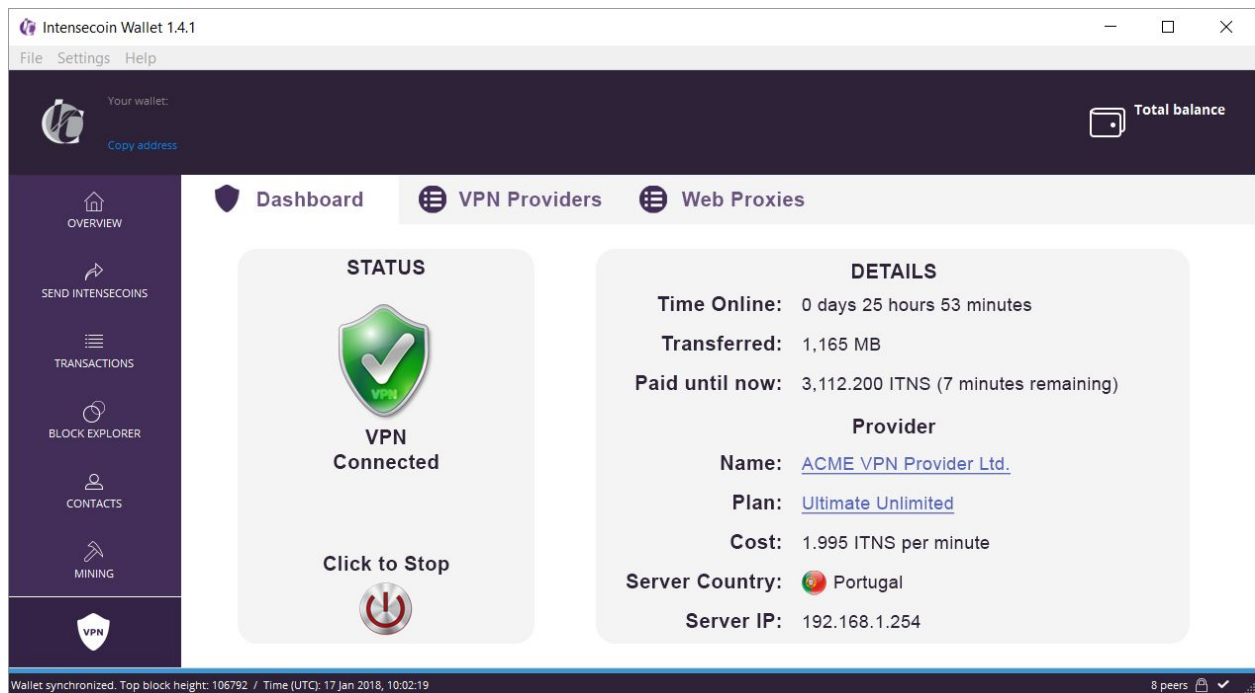 Intensecoin Wallet 1.4.1
File Settings Help
Your wallet:
Copy address
Total balance
OVERVIEW
SEND INTENSECOINS
TRANSACTIONS
BLOCK EXPLORER
CONTACTS
MINING
VPN
Dashboard VPN Providers Web Proxies
STATUS
VPN
VPN
Connected
Click to Stop
DETAILS
Time Online: 0 days 25 hours 53 minutes
Transferred: 1,165 MB
Paid until now: 3,112.200 ITNS (7 minutes remaining)
Provider
Name: ACME VPN Provider Ltd.
Plan: Ultimate Unlimited
Cost: 1.995 ITNS per minute
Server Country: Portugal
Server IP: 192.168.1.254
Wallet synchronized. Top block height: 106792 / Time (UTC): 17 Jan 2018, 10:02:19
8 peers